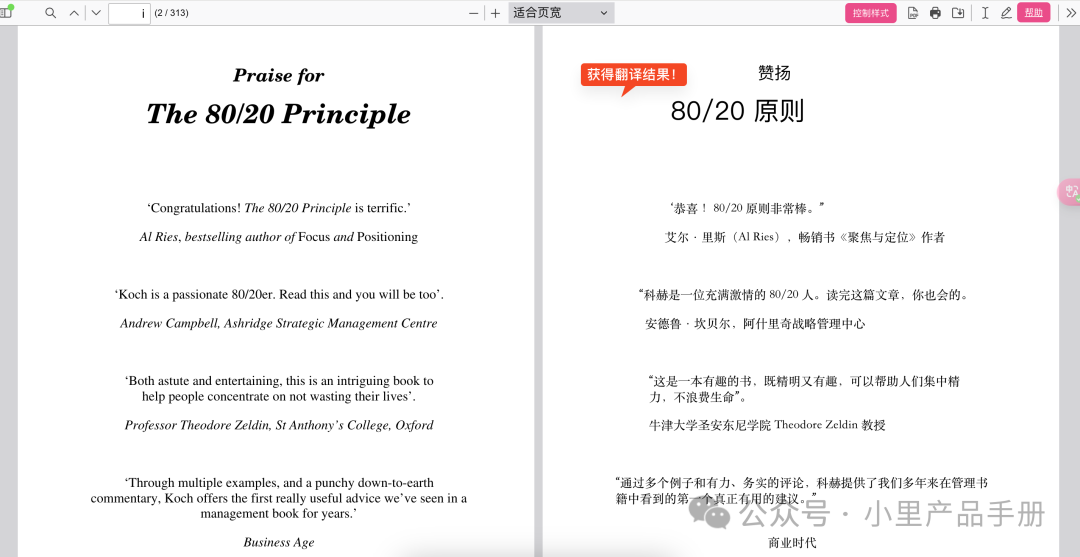 i
(2 / 313)
适合页宽
控制样式
帮助
Praise for
The 80/20 Principle
‘Congratulations! The 80/20 Principle is terrific.’
Al Ries, bestselling author of Focus and Positioning
‘Koch is a passionate 80/20er. Read this and you will be too’.
Andrew Campbell, Ashridge Strategic Management Centre
‘Both astute and entertaining, this is an intriguing book to
help people concentrate on not wasting their lives’.
Professor Theodore Zeldin, St Anthony’s College, Oxford
‘Through multiple examples, and a punchy down-to-earth
commentary, Koch offers the first really useful advice we’ve seen in a
management book for years.’
Business Age
获得翻译结果！
赞扬
80/20 原则
‘恭喜！ 80/20 原则非常棒。”
艾尔·里斯（Al Ries），畅销书《聚焦与定位》作者
“科赫是一位充满激情的 80/20 人。读完这篇文章，你也会的。
安德鲁·坎贝尔，阿什里奇战略管理中心
“这是一本有趣的书，既精明又有趣，可以帮助人们集中精
力，不浪费生命”。
牛津大学圣安东尼学院 Theodore Zeldin 教授
“通过多个例子和有力、务实的评论，科赫提供了我们多年来在管理书
籍中看到的第一个真正有用的建议。”
商业时代
公众号 · 小里产品手册